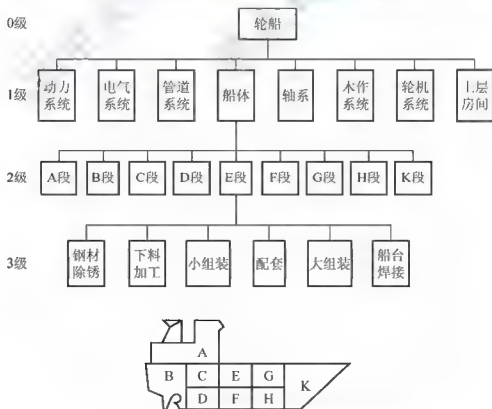 0级
轮船
1级
动力系统
电气系统
管道系统
船体
轴系
木作系统
轮机系统
上层房间
2级
A段
B段
C段
D段
E段
F段
G段
H段
K段
3级
钢材除锈
下料加工
小组装
配套
大组装
船台焊接
A
B
C
E
G
K
D
F
H